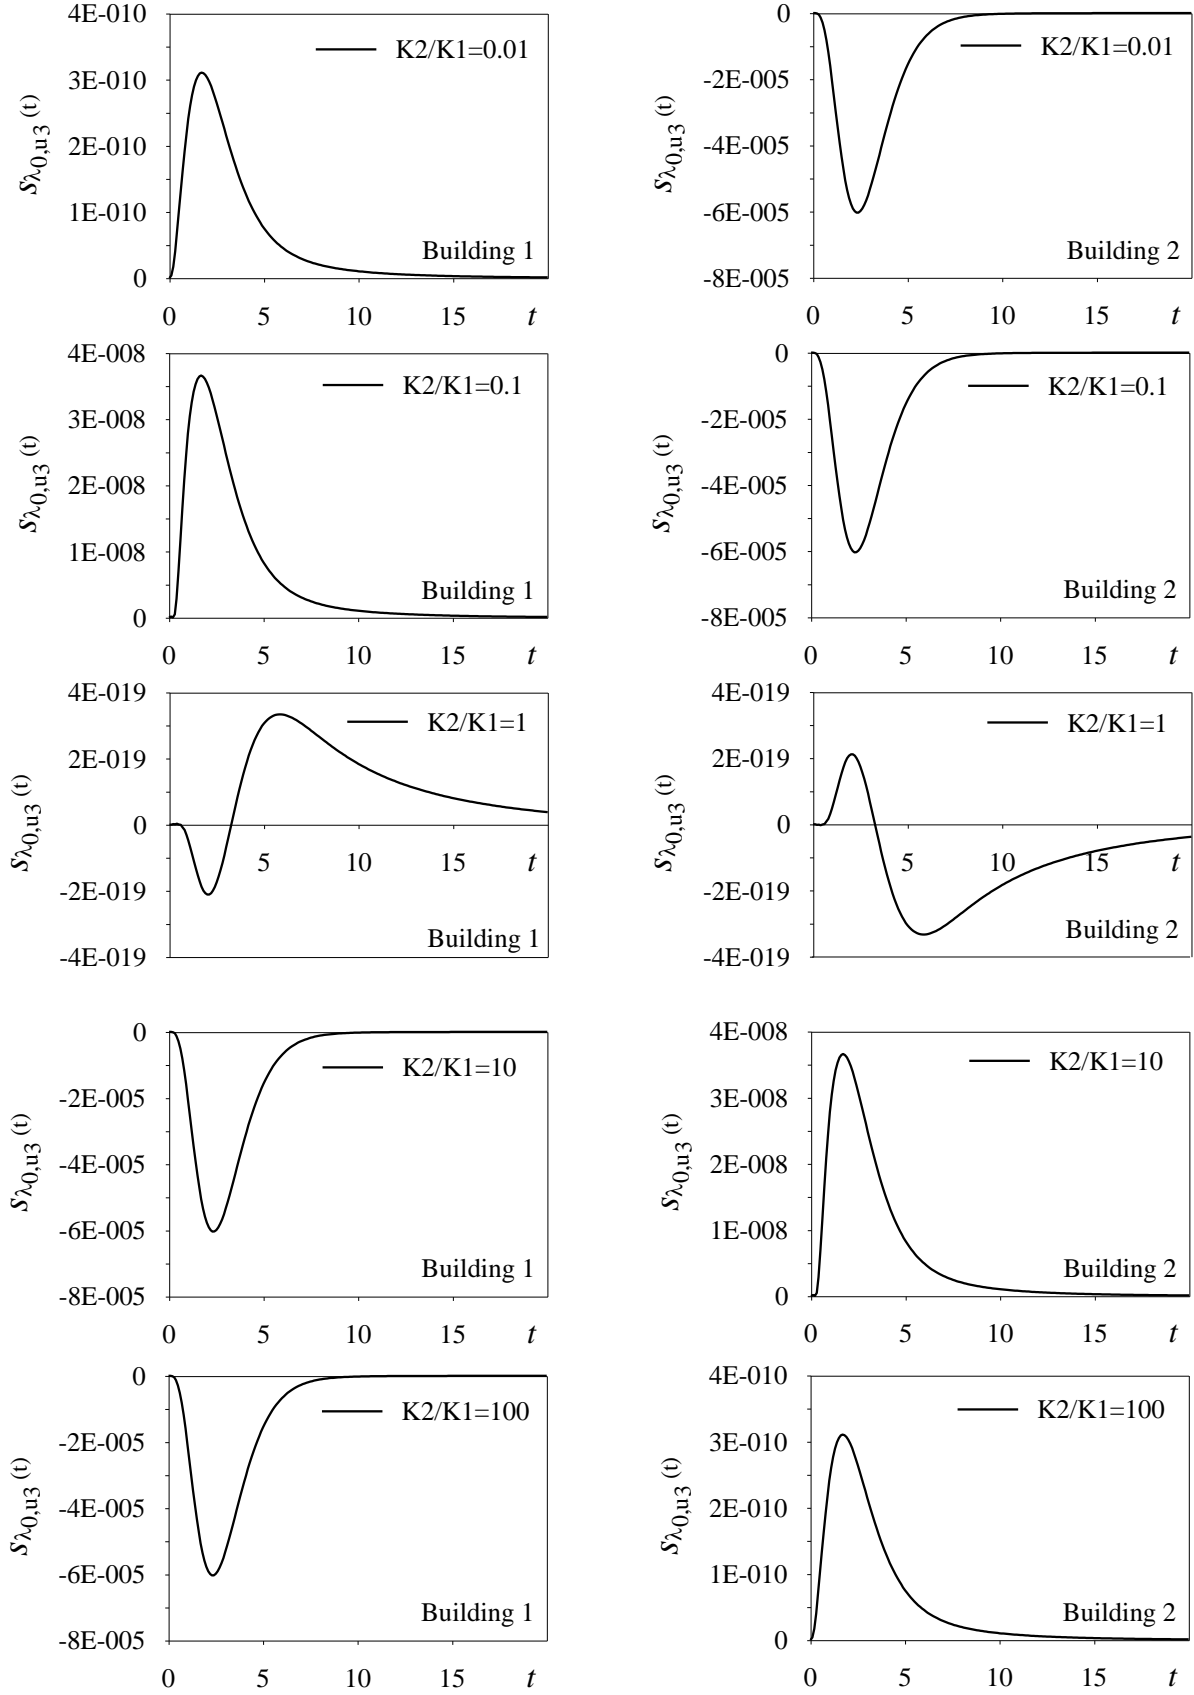 4E-010
3E-010
2E-010
1E-010
0
Sλ0,u3 (t)
K2/K1=0.01
Building 1
0 5 10 15 t
0
-2E-005
-4E-005
-6E-005
-8E-005
Sλ0,u3 (t)
K2/K1=0.01
Building 2
0 5 10 15 t
4E-008
3E-008
2E-008
1E-008
0
Sλ0,u3 (t)
K2/K1=0.1
Building 1
0 5 10 15 t
0
-2E-005
-4E-005
-6E-005
-8E-005
Sλ0,u3 (t)
K2/K1=0.1
Building 2
0 5 10 15 t
4E-019
2E-019
0
-2E-019
-4E-019
Sλ0,u3 (t)
K2/K1=1
5 10 15 t
Building 1
4E-019
2E-019
0
-2E-019
-4E-019
Sλ0,u3 (t)
K2/K1=1
5 10 15 t
Building 2
0
-2E-005
-4E-005
-6E-005
-8E-005
Sλ0,u3 (t)
K2/K1=10
Building 1
0 5 10 15 t
4E-008
3E-008
2E-008
1E-008
0
Sλ0,u3 (t)
K2/K1=10
Building 2
0 5 10 15 t
0
-2E-005
-4E-005
-6E-005
-8E-005
Sλ0,u3 (t)
K2/K1=100
Building 1
0 5 10 15 t
4E-010
3E-010
2E-010
1E-010
0
Sλ0,u3 (t)
K2/K1=100
Building 2
0 5 10 15 t